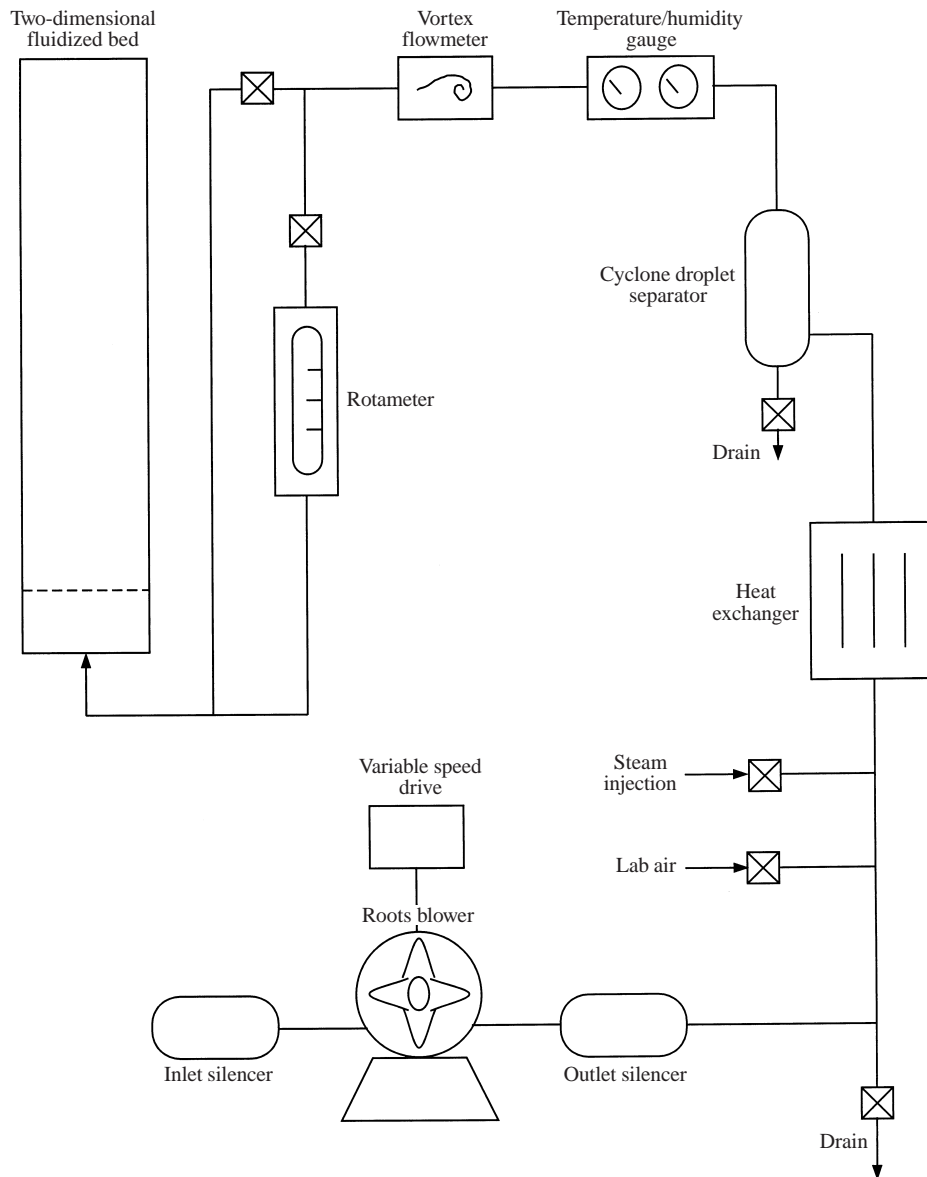 Two-dimensional
fluidized bed
Vortex
flowmeter
Temperature/humidity
gauge
Cyclone droplet
separator
Rotameter
Drain
Heat
exchanger
Variable speed
drive
Steam
injection
Lab air
Roots blower
Inlet silencer
Outlet silencer
Drain